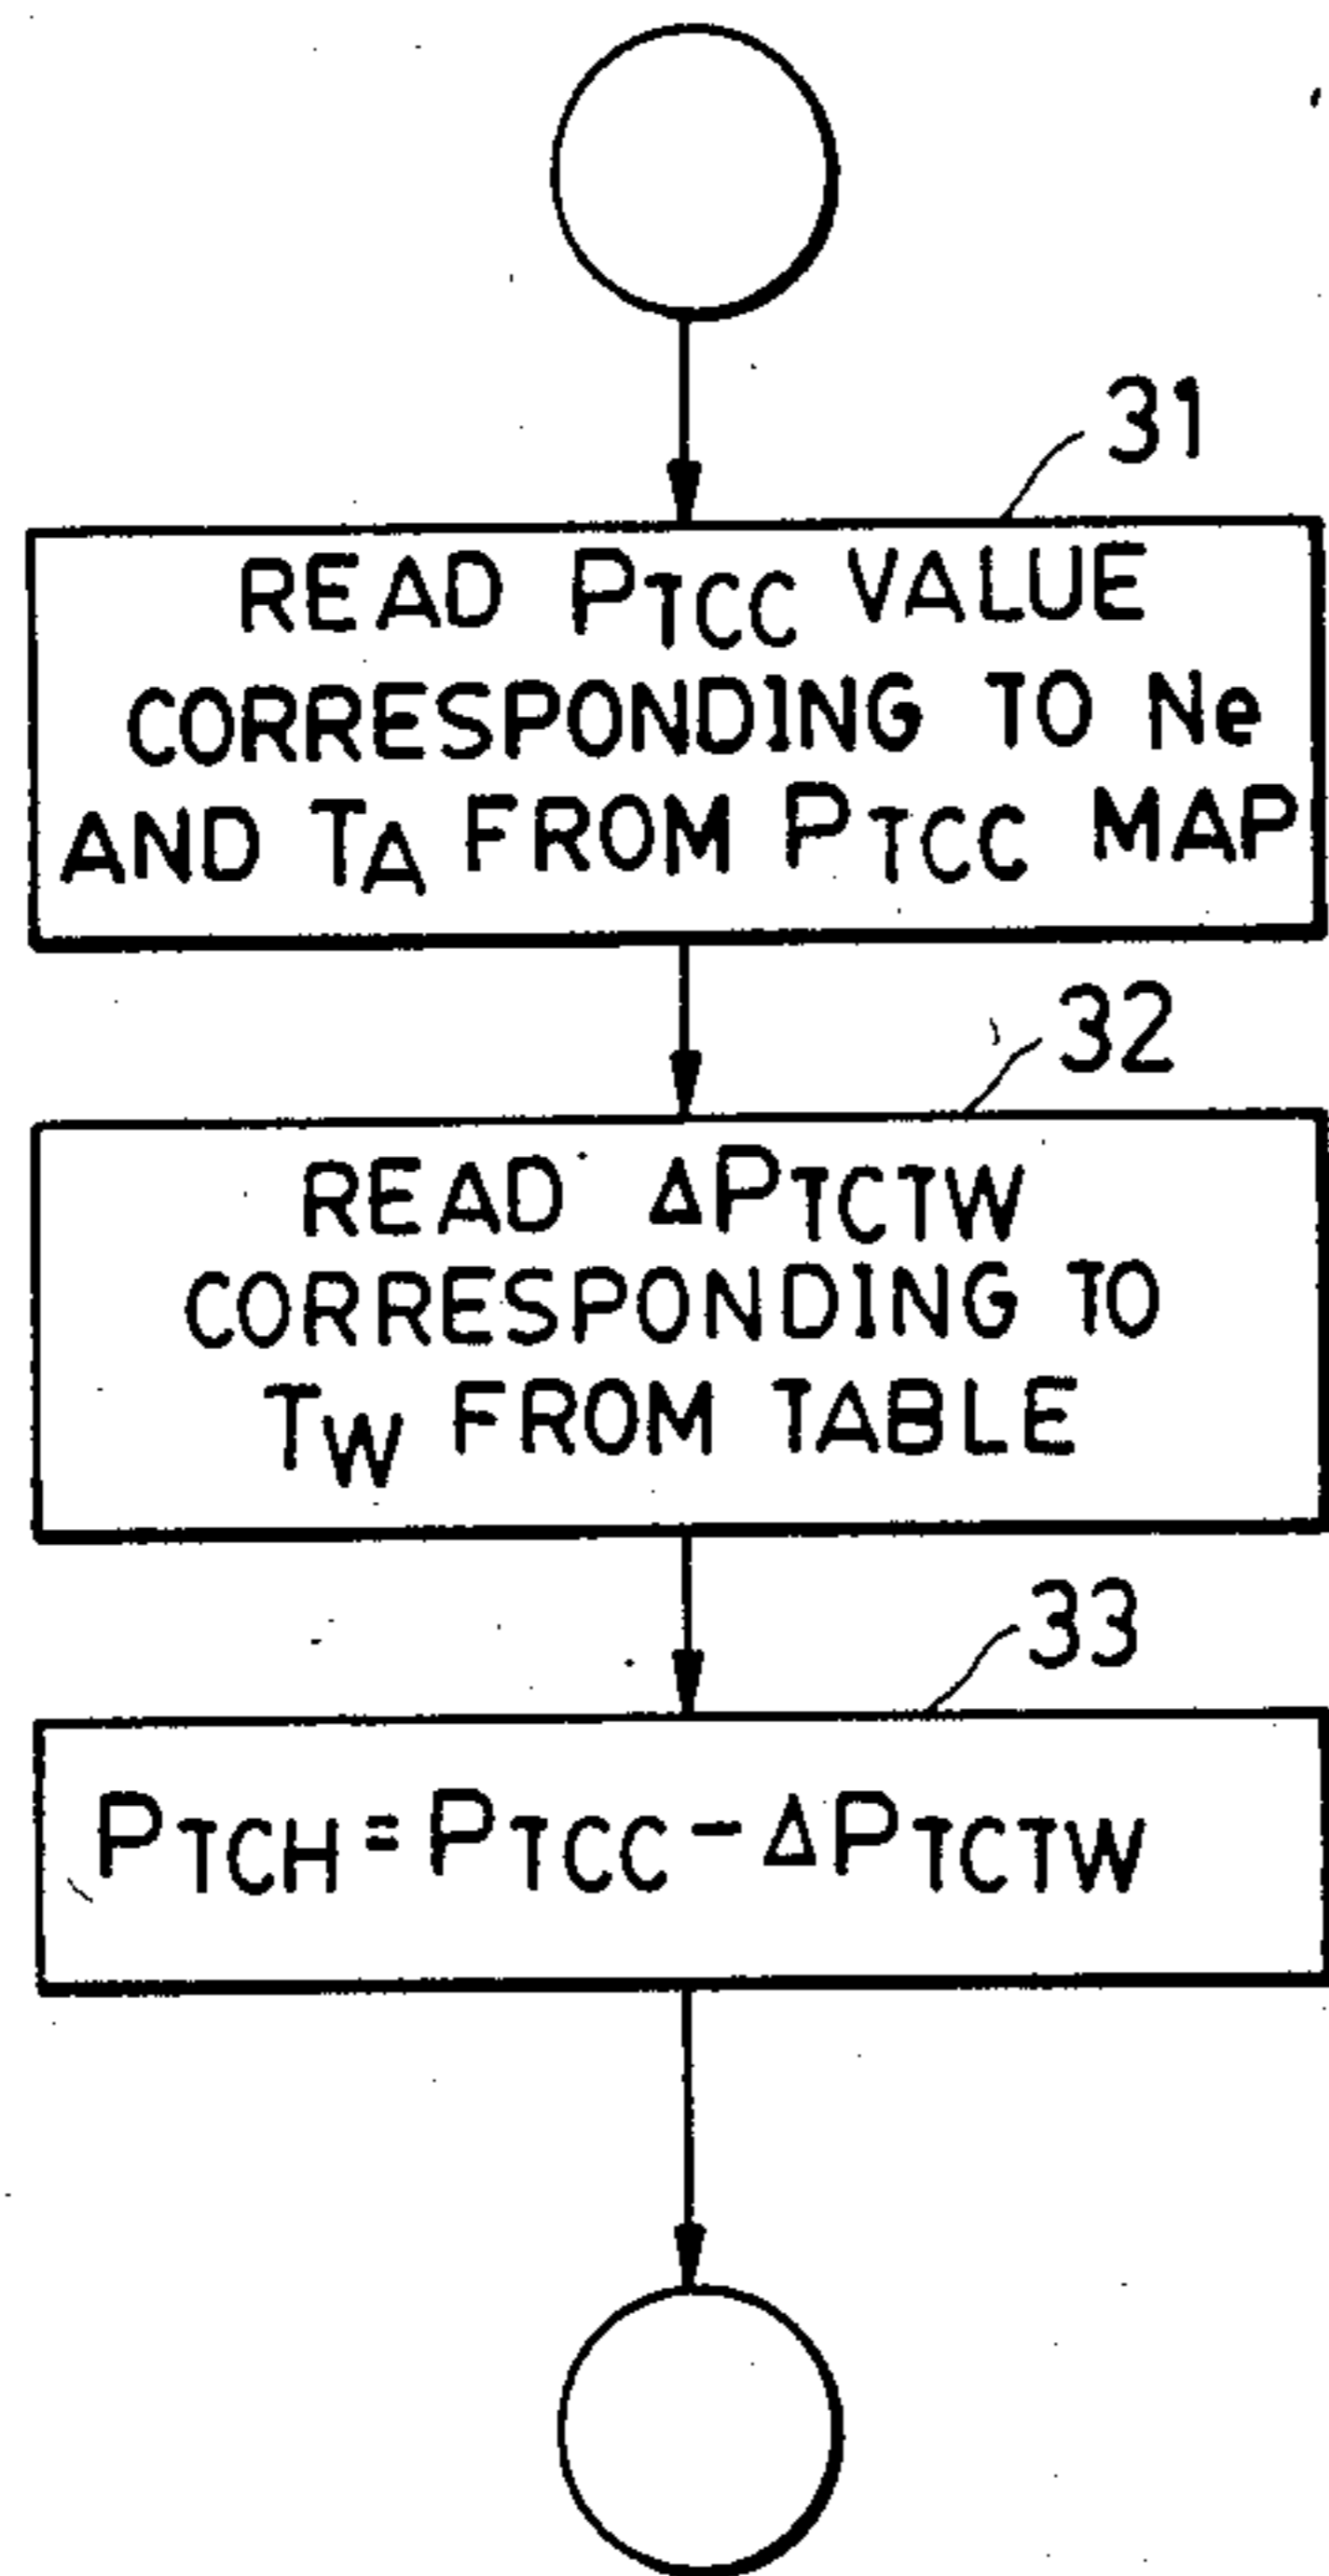 31
READ PTCC VALUE
CORRESPONDING TO Ne
AND TA FROM PTCC MAP
32
READ ΔPTCTW
CORRESPONDING TO
TW FROM TABLE
33
PTCH = PTCC - ΔPTCTW